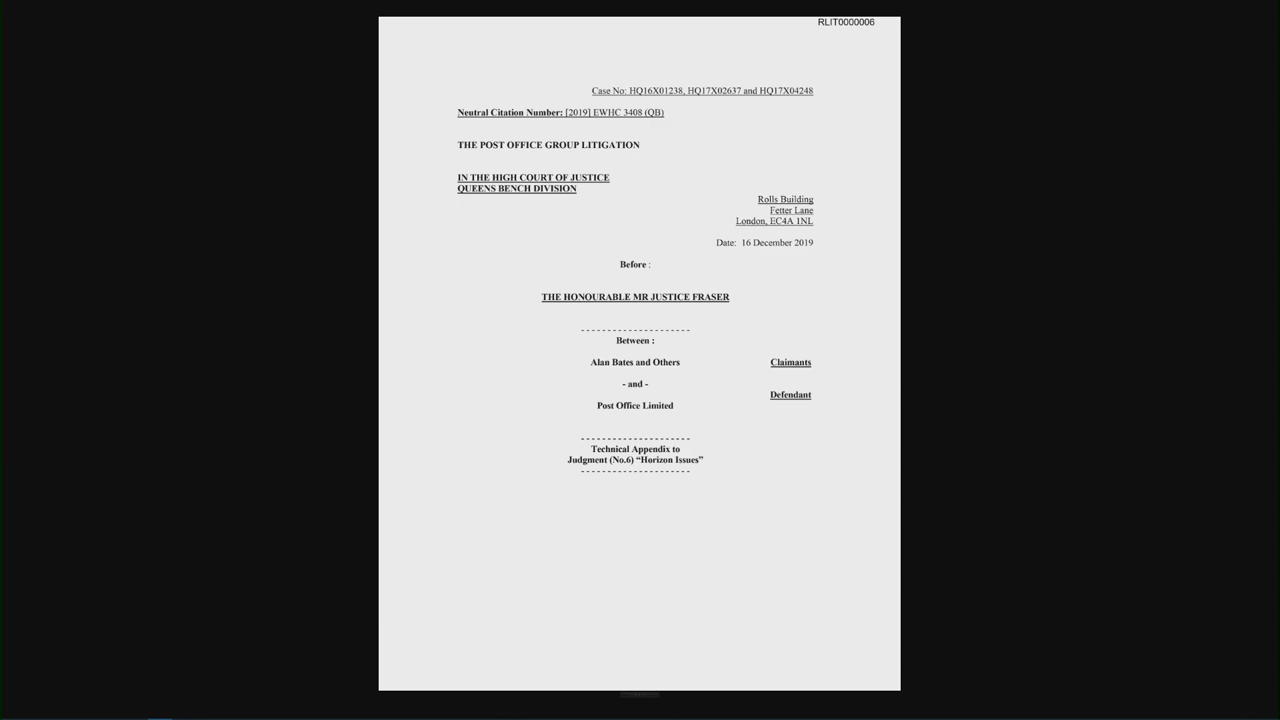 RLIT0000006
Case No: HQ16X01238, HQ17X02637 and HQ17X04248
Neutral Citation Number: [2019] EWHC 3408 (QB)
THE POST OFFICE GROUP LITIGATION
IN THE HIGH COURT OF JUSTICE
QUEENS BENCH DIVISION
Rolls Building
Fetter Lane
London, EC4A 1NL
Date: 16 December 2019
Before :
THE HONOURABLE MR JUSTICE FRASER
- - - - - - - - - - - - - - - - - - - - -
Between :
Alan Bates and Others Claimants
- and -
Defendant
Post Office Limited
- - - - - - - - - - - - - - - - - - - - -
Technical Appendix to
Judgment (No.6) “Horizon Issues”
- - - - - - - - - - - - - - - - - - - - -